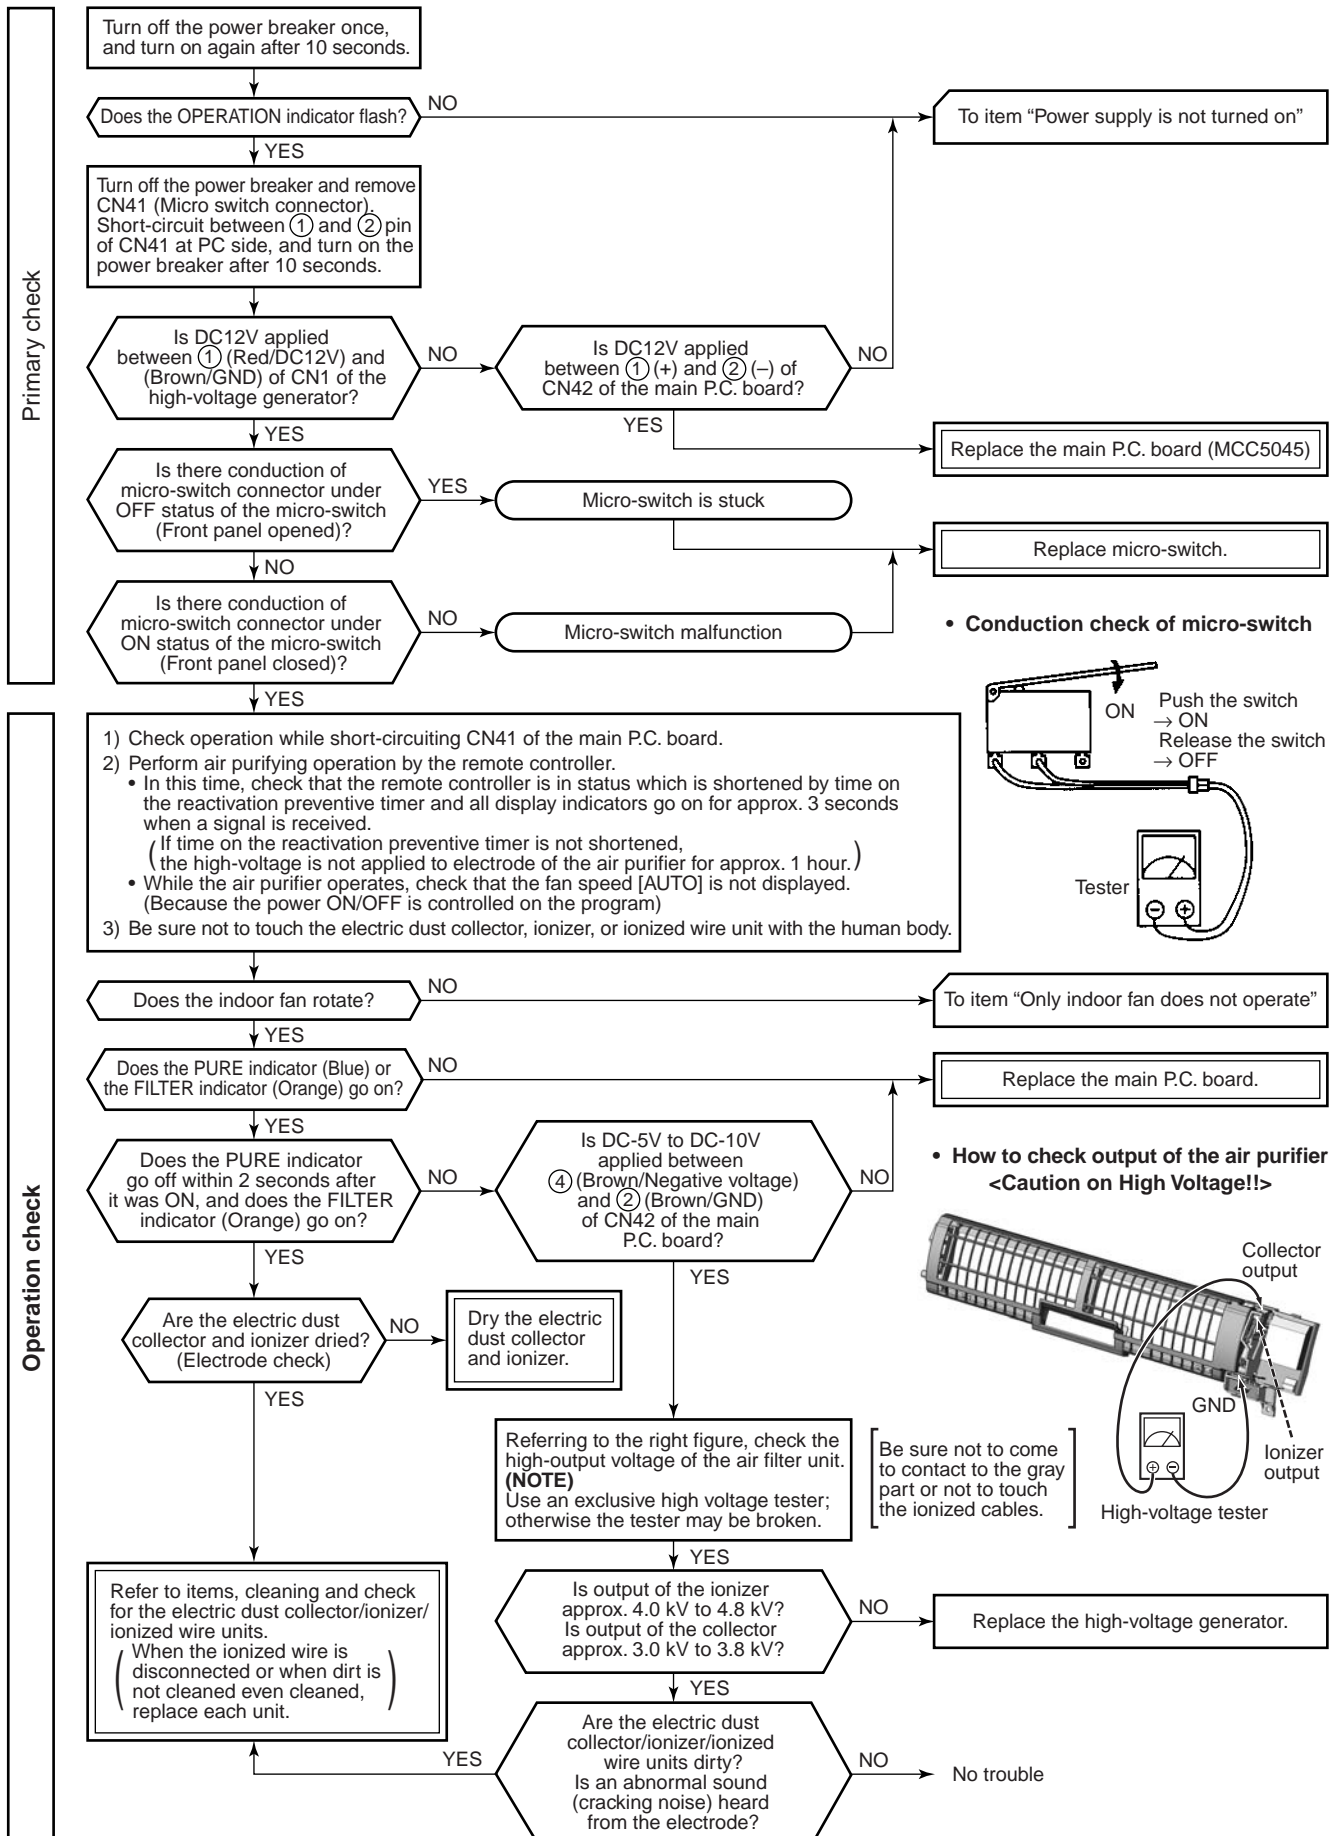 Primary check
Turn off the power breaker once,
and turn on again after 10 seconds.
Does the OPERATION indicator flash?
NO
To item “Power supply is not turned on”
YES
Turn off the power breaker and remove
CN41 (Micro switch connector).
Short-circuit between ① and ② pin
of CN41 at PC side, and turn on the
power breaker after 10 seconds.
Is DC12V applied
between ① (Red/DC12V) and
(Brown/GND) of CN1 of the
high-voltage generator?
NO
Is DC12V applied
between ① (+) and ② (–) of
CN42 of the main P.C. board?
NO
YES
Replace the main P.C. board (MCC5045)
YES
Is there conduction of
micro-switch connector under
OFF status of the micro-switch
(Front panel opened)?
YES
Micro-switch is stuck
Replace micro-switch.
NO
Is there conduction of
micro-switch connector under
ON status of the micro-switch
(Front panel closed)?
NO
Micro-switch malfunction
YES
• Conduction check of micro-switch
ON
Push the switch
→ ON
Release the switch
→ OFF
Tester
Operation check
1) Check operation while short-circuiting CN41 of the main P.C. board.
2) Perform air purifying operation by the remote controller.
• In this time, check that the remote controller is in status which is shortened by time on
the reactivation preventive timer and all display indicators go on for approx. 3 seconds
when a signal is received.
(If time on the reactivation preventive timer is not shortened,
the high-voltage is not applied to electrode of the air purifier for approx. 1 hour.)
• While the air purifier operates, check that the fan speed [AUTO] is not displayed.
(Because the power ON/OFF is controlled on the program)
3) Be sure not to touch the electric dust collector, ionizer, or ionized wire unit with the human body.
Does the indoor fan rotate?
NO
To item “Only indoor fan does not operate”
YES
Does the PURE indicator (Blue) or
the FILTER indicator (Orange) go on?
NO
Replace the main P.C. board.
YES
Does the PURE indicator
go off within 2 seconds after
it was ON, and does the FILTER
indicator (Orange) go on?
NO
Is DC-5V to DC-10V
applied between
④ (Brown/Negative voltage)
and ② (Brown/GND)
of CN42 of the main
P.C. board?
NO
YES
YES
• How to check output of the air purifier
<Caution on High Voltage!!>
Collector
output
GND
Ionizer
output
High-voltage tester
Are the electric dust
collector and ionizer dried?
(Electrode check)
NO
Dry the electric
dust collector
and ionizer.
YES
Referring to the right figure, check the
high-output voltage of the air filter unit.
(NOTE)
Use an exclusive high voltage tester;
otherwise the tester may be broken.
[Be sure not to come
to contact to the gray
part or not to touch
the ionized cables.]
YES
Is output of the ionizer
approx. 4.0 kV to 4.8 kV?
Is output of the collector
approx. 3.0 kV to 3.8 kV?
NO
Replace the high-voltage generator.
YES
Refer to items, cleaning and check
for the electric dust collector/ionizer/
ionized wire units.
(When the ionized wire is
disconnected or when dirt is
not cleaned even cleaned,
replace each unit.)
Are the electric dust
collector/ionizer/ionized
wire units dirty?
Is an abnormal sound
(cracking noise) heard
from the electrode?
YES
NO
No trouble